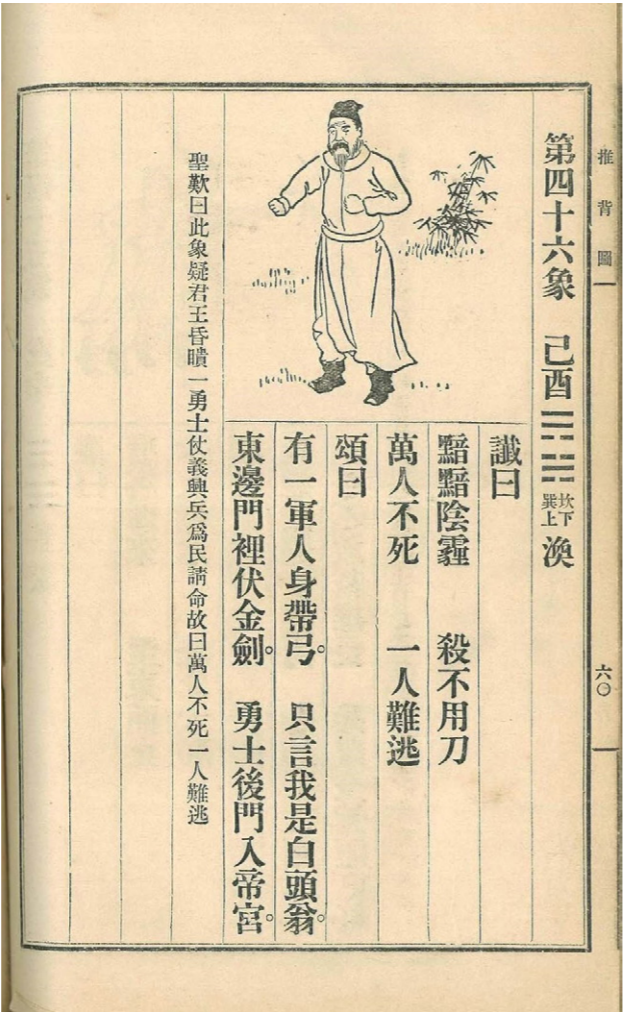 推背圖
六〇
第四十六象 己酉 坎下
巽上 渙
讖曰
黯黯陰霾 殺不用刀
萬人不死 一人難逃
頌曰
有一軍人身帶弓。 只言我是白頭翁。
東邊門裡伏金劍。 勇士後門入帝宮。
聖歎曰此象疑君王昏瞶一勇士仗義興兵爲民請命故曰萬人不死一人難逃